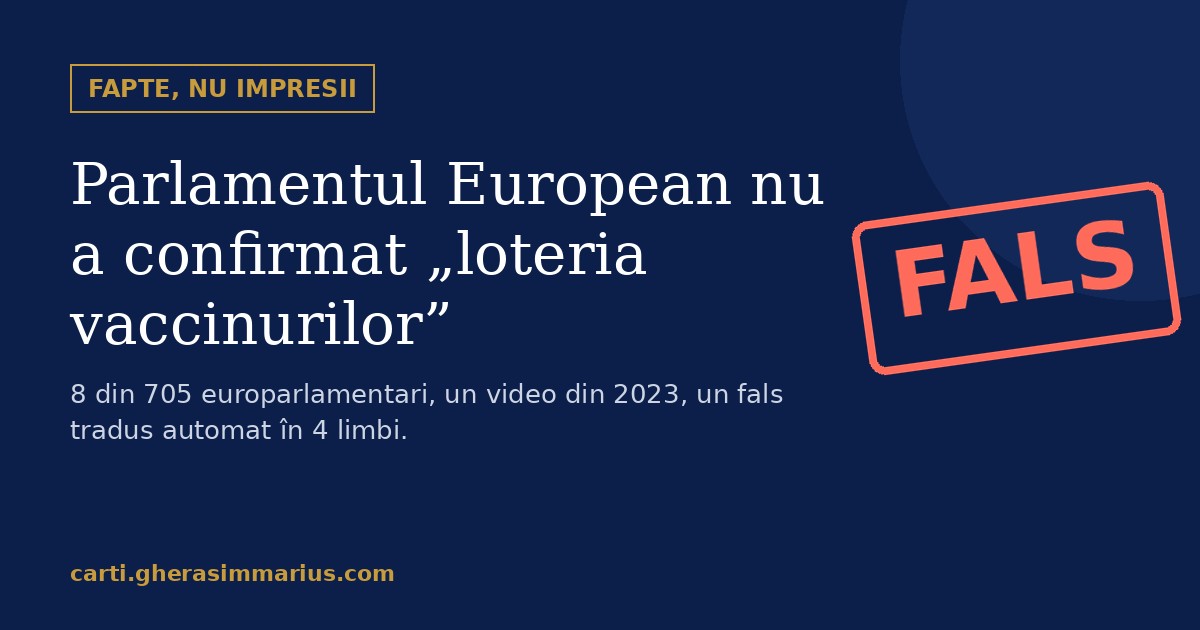 FAPTE, NU IMPRESII
Parlamentul European nu
a confirmat „loteria
vaccinurilor”
FALS
8 din 705 europarlamentari, un video din 2023, un fals
tradus automat în 4 limbi.
carti.gherasimmarius.com